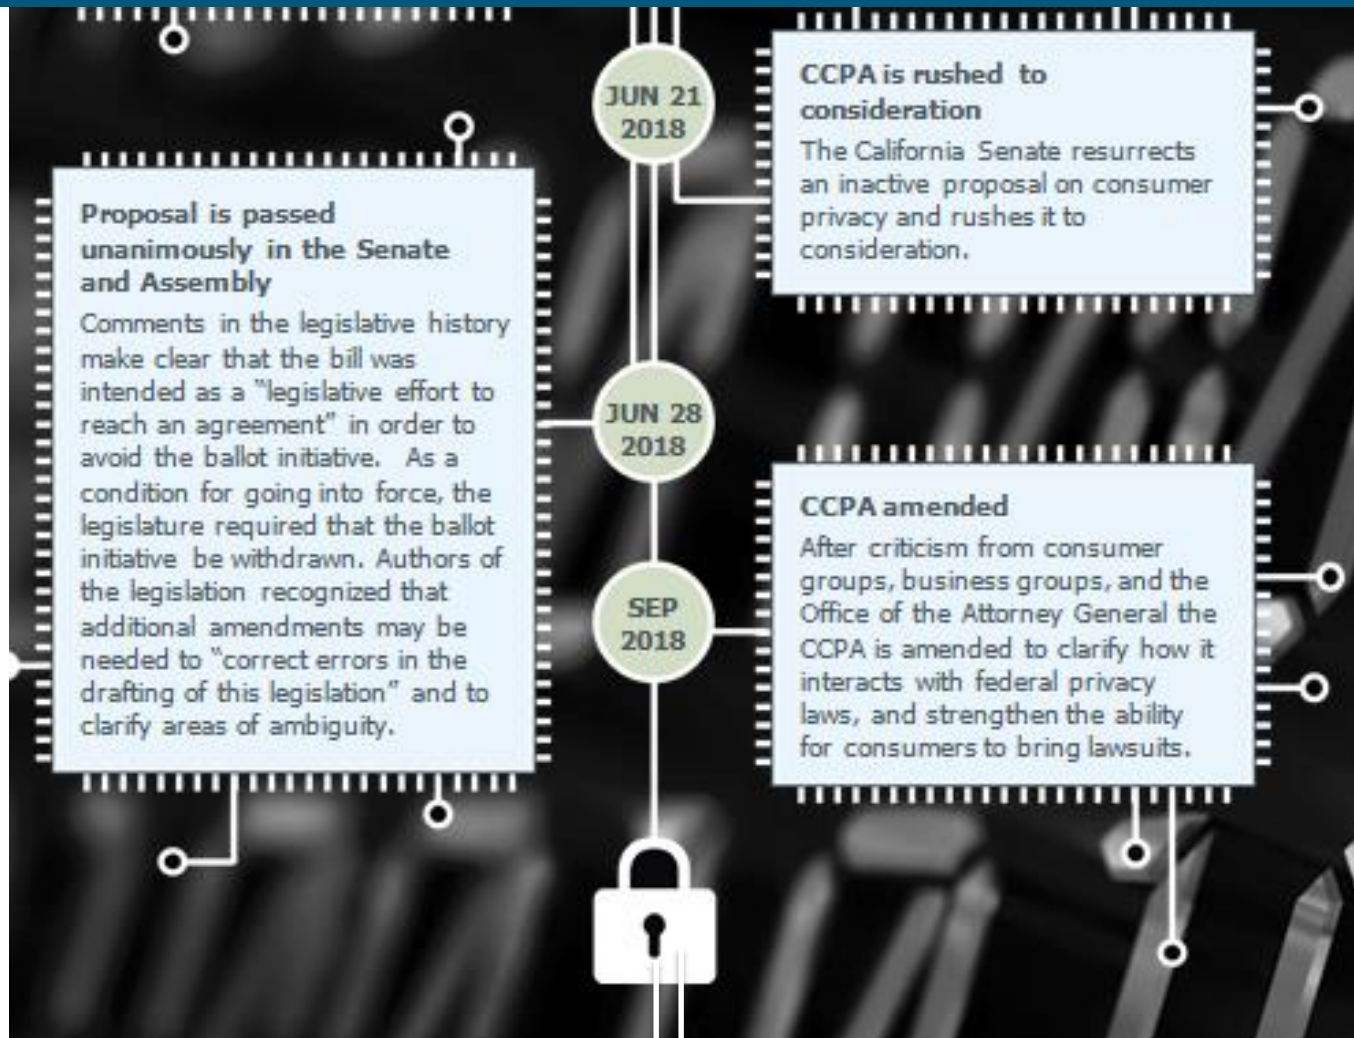 JUN 21
2018
CCPA is rushed to
consideration
The California Senate resurrects
an inactive proposal on consumer
privacy and rushes it to
consideration.
Proposal is passed
unanimously in the Senate
and Assembly
Comments in the legislative history
make clear that the bill was
intended as a “legislative effort to
reach an agreement” in order to
avoid the ballot initiative. As a
condition for going into force, the
legislature required that the ballot
initiative be withdrawn. Authors of
the legislation recognized that
additional amendments may be
needed to “correct errors in the
drafting of this legislation” and to
clarify areas of ambiguity.
JUN 28
2018
SEP
2018
CCPA amended
After criticism from consumer
groups, business groups, and the
Office of the Attorney General the
CCPA is amended to clarify how it
interacts with federal privacy
laws, and strengthen the ability
for consumers to bring lawsuits.